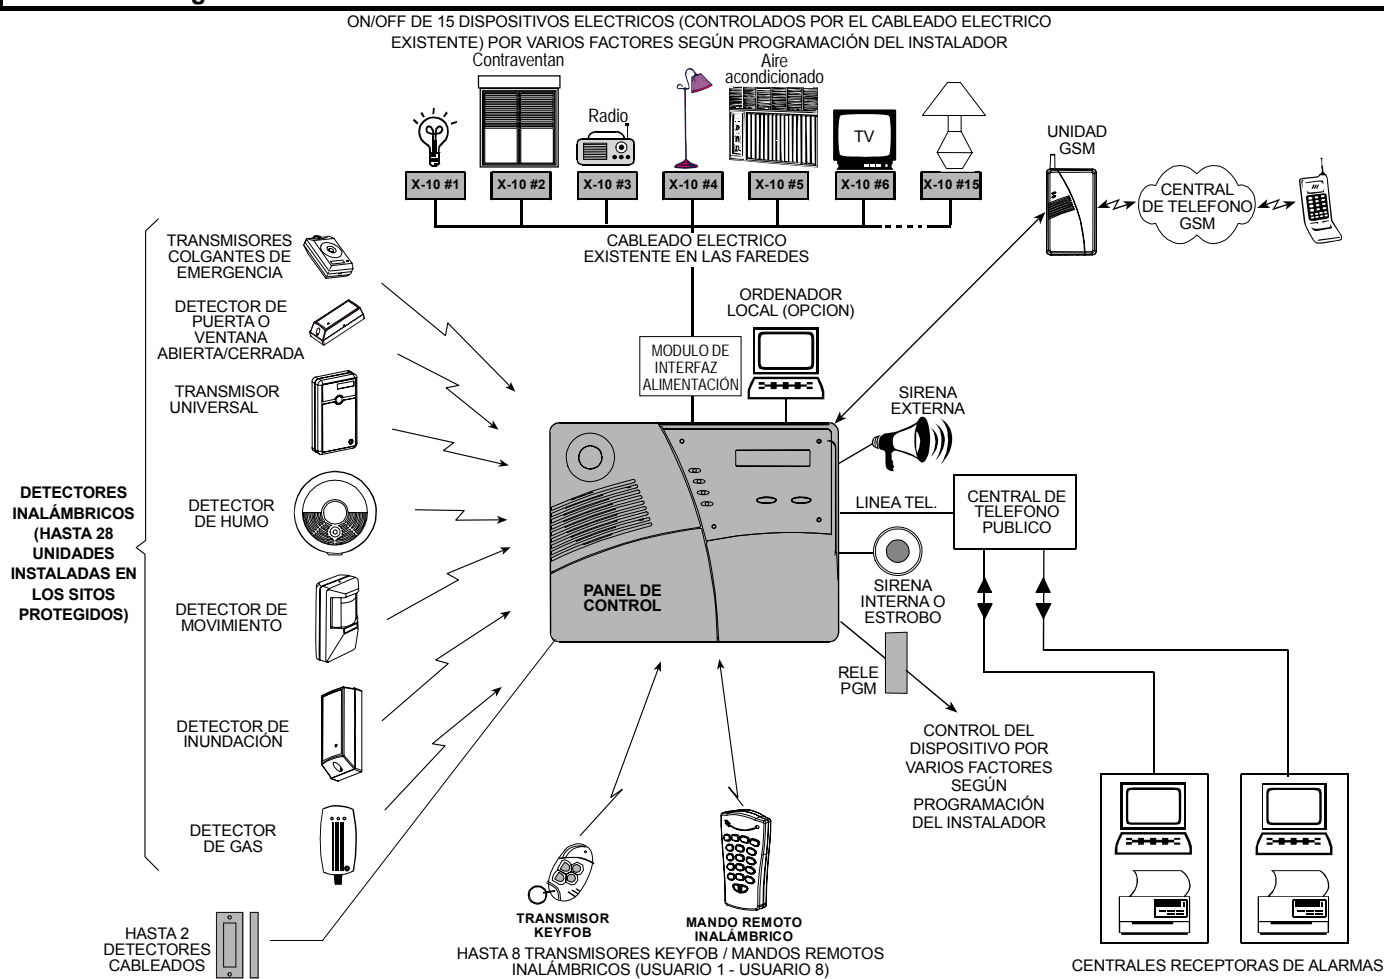 ON/OFF DE 15 DISPOSITIVOS ELECTRICOS (CONTROLADOS POR EL CABLEADO ELECTRICO
EXISTENTE) POR VARIOS FACTORES SEGÚN PROGRAMACIÓN DEL INSTALADOR
Contraventan
Radio
Aire
acondicionado
TV
X-10 #1
X-10 #2
X-10 #3
X-10 #4
X-10 #5
X-10 #6
X-10 #15
CABLEADO ELECTRICO
EXISTENTE EN LAS FAREDES
UNIDAD
GSM
CENTRAL
DE TELEFONO
GSM
ORDENADOR
LOCAL (OPCION)
MODULO DE
INTERFAZ
ALIMENTACIÓN
DETECTORES
INALÁMBRICOS
(HASTA 28
UNIDADES
INSTALADAS EN
LOS SITOS
PROTEGIDOS)
TRANSMISORES
COLGANTES DE
EMERGENCIA
DETECTOR DE
PUERTA O
VENTANA
ABIERTA/CERRADA
TRANSMISOR
UNIVERSAL
DETECTOR
DE HUMO
DETECTOR DE
MOVIMIENTO
DETECTOR DE
INUNDACIÓN
DETECTOR
DE GAS
HASTA 2
DETECTORES
CABLEADOS
PANEL DE
CONTROL
SIRENA
EXTERNA
LINEA TEL.
CENTRAL DE
TELEFONO
PUBLICO
SIRENA
INTERNA O
ESTROBO
RELE
PGM
CONTROL DEL
DISPOSITIVO POR
VARIOS FACTORES
SEGÚN
PROGRAMACIÓN
DEL INSTALADOR
TRANSMISOR
KEYFOB
MANDO REMOTO
INALÁMBRICO
HASTA 8 TRANSMISORES KEYFOB / MANDOS REMOTOS
INALÁMBRICOS (USUARIO 1 - USUARIO 8)
CENTRALES RECEPTORAS DE ALARMAS